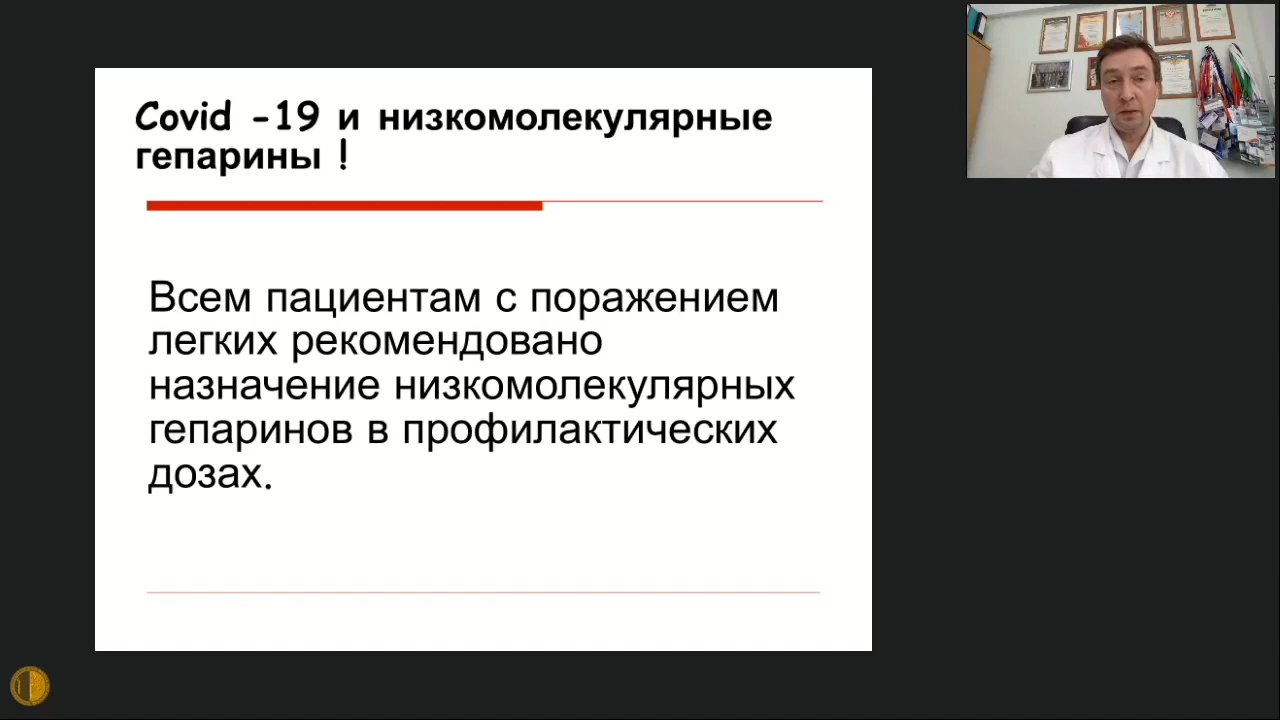 Covid -19 и низкомолекулярные
гепарины !
Всем пациентам с поражением
легких рекомендовано
назначение низкомолекулярных
гепаринов в профилактических
дозах.